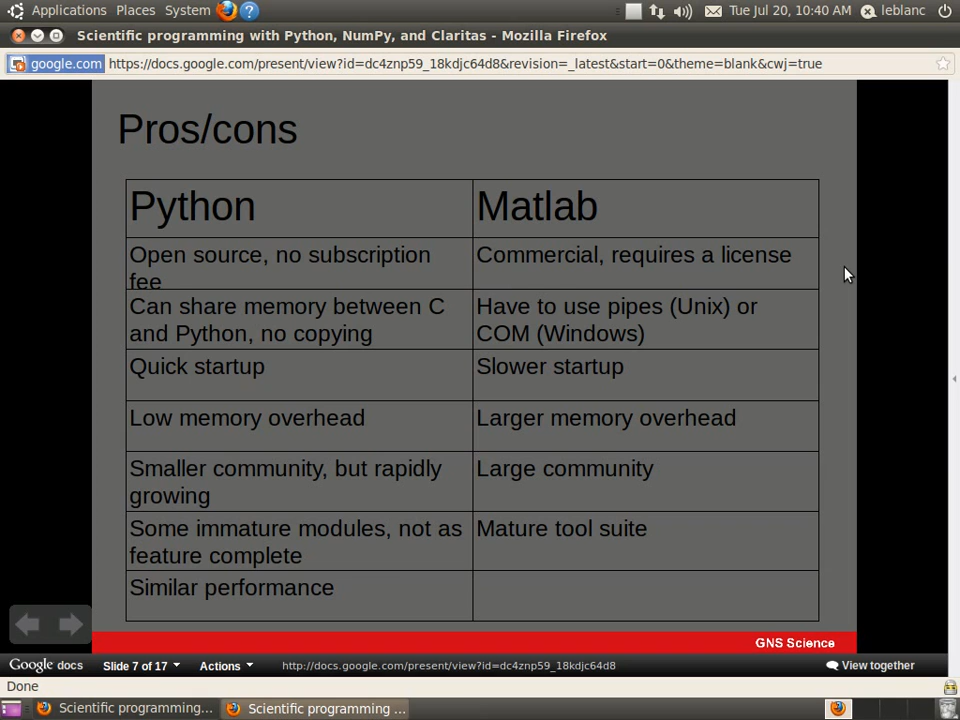 Applications Places System Tue Jul 20, 10:40 AM leblanc
Scientific programming with Python, NumPy, and Claritas - Mozilla Firefox
google.com https://docs.google.com/present/view?id=dc4znp59_18kdjc64d8&revision=_latest&start=0&theme=blank&cwj=true
Pros/cons
Python Matlab
Open source, no subscription
fee
Commercial, requires a license
Can share memory between C
and Python, no copying
Have to use pipes (Unix) or
COM (Windows)
Quick startup
Slower startup
Low memory overhead
Larger memory overhead
Smaller community, but rapidly
growing
Large community
Some immature modules, not as
feature complete
Mature tool suite
Similar performance
GNS Science
Google docs Slide 7 of 17 Actions http://docs.google.com/present/view?id=dc4znp59_18kdjc64d8 View together
Done
Scientific programming... Scientific programming ...